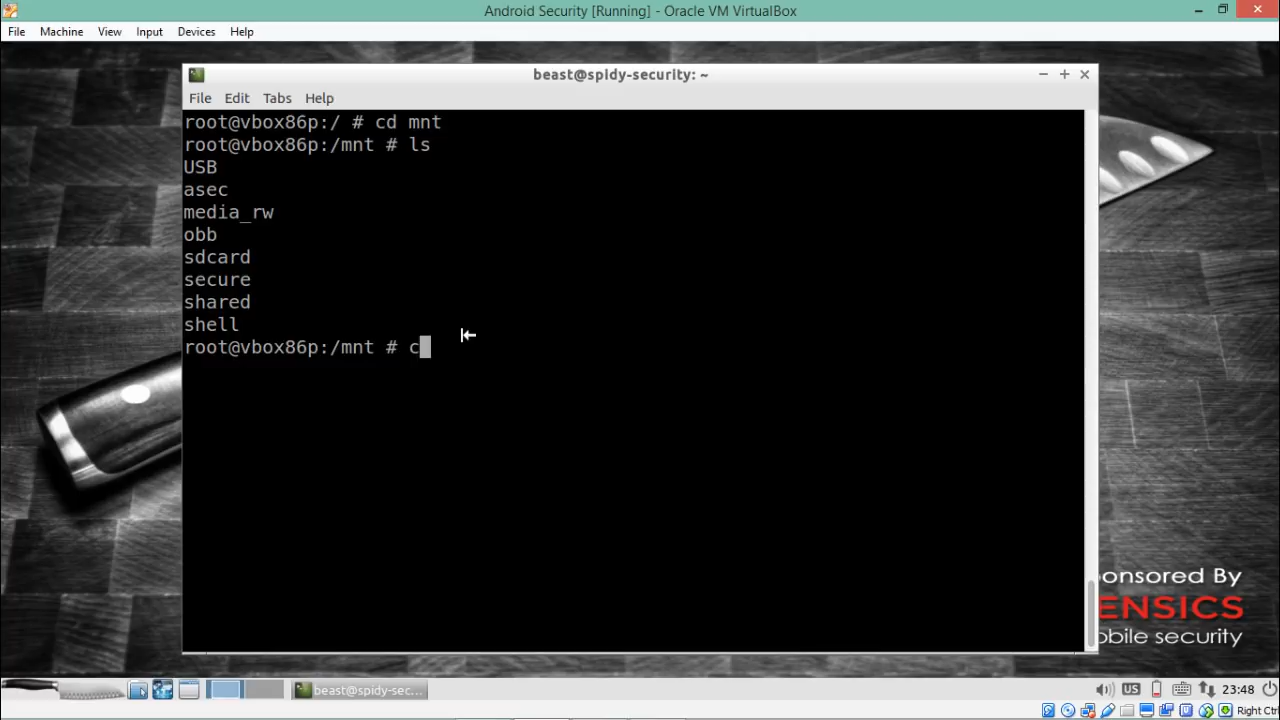 Android Security [Running] - Oracle VM VirtualBox
File Machine View Input Devices Help
beast@spidy-security: ~
File Edit Tabs Help
root@vbox86p:/ # cd mnt
root@vbox86p:/mnt # ls
USB
asec
media_rw
obb
sdcard
secure
shared
shell
root@vbox86p:/mnt # c
ponsored By
ENSICS
obile security
beast@spidy-sec...
US
23:48
Right Ctrl